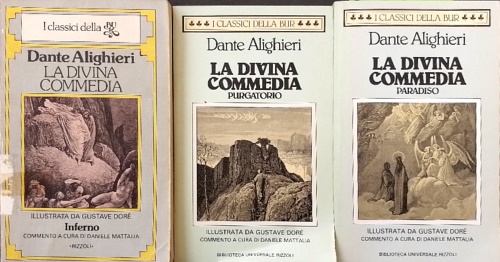 I classici della BUR
Dante Alighieri
LA DIVINA
COMMEDIA
ILLUSTRATA DA GUSTAVE DORÉ
Inferno
COMMENTO A CURA DI DANIELE MATTALIA
·RIZZOLI·
I CLASSICI DELLA BUR
Dante Alighieri
LA DIVINA
COMMEDIA
PURGATORIO
ILLUSTRATA DA GUSTAVE DORÉ
COMMENTO A CURA DI DANIELE MATTALIA
BIBLIOTECA UNIVERSALE RIZZOLI
I CLASSICI DELLA BUR
Dante Alighieri
LA DIVINA
COMMEDIA
PARADISO
ILLUSTRATA DA GUSTAVE DORÉ
COMMENTO A CURA DI DANIELE MATTALIA
BIBLIOTECA UNIVERSALE RIZZOLI